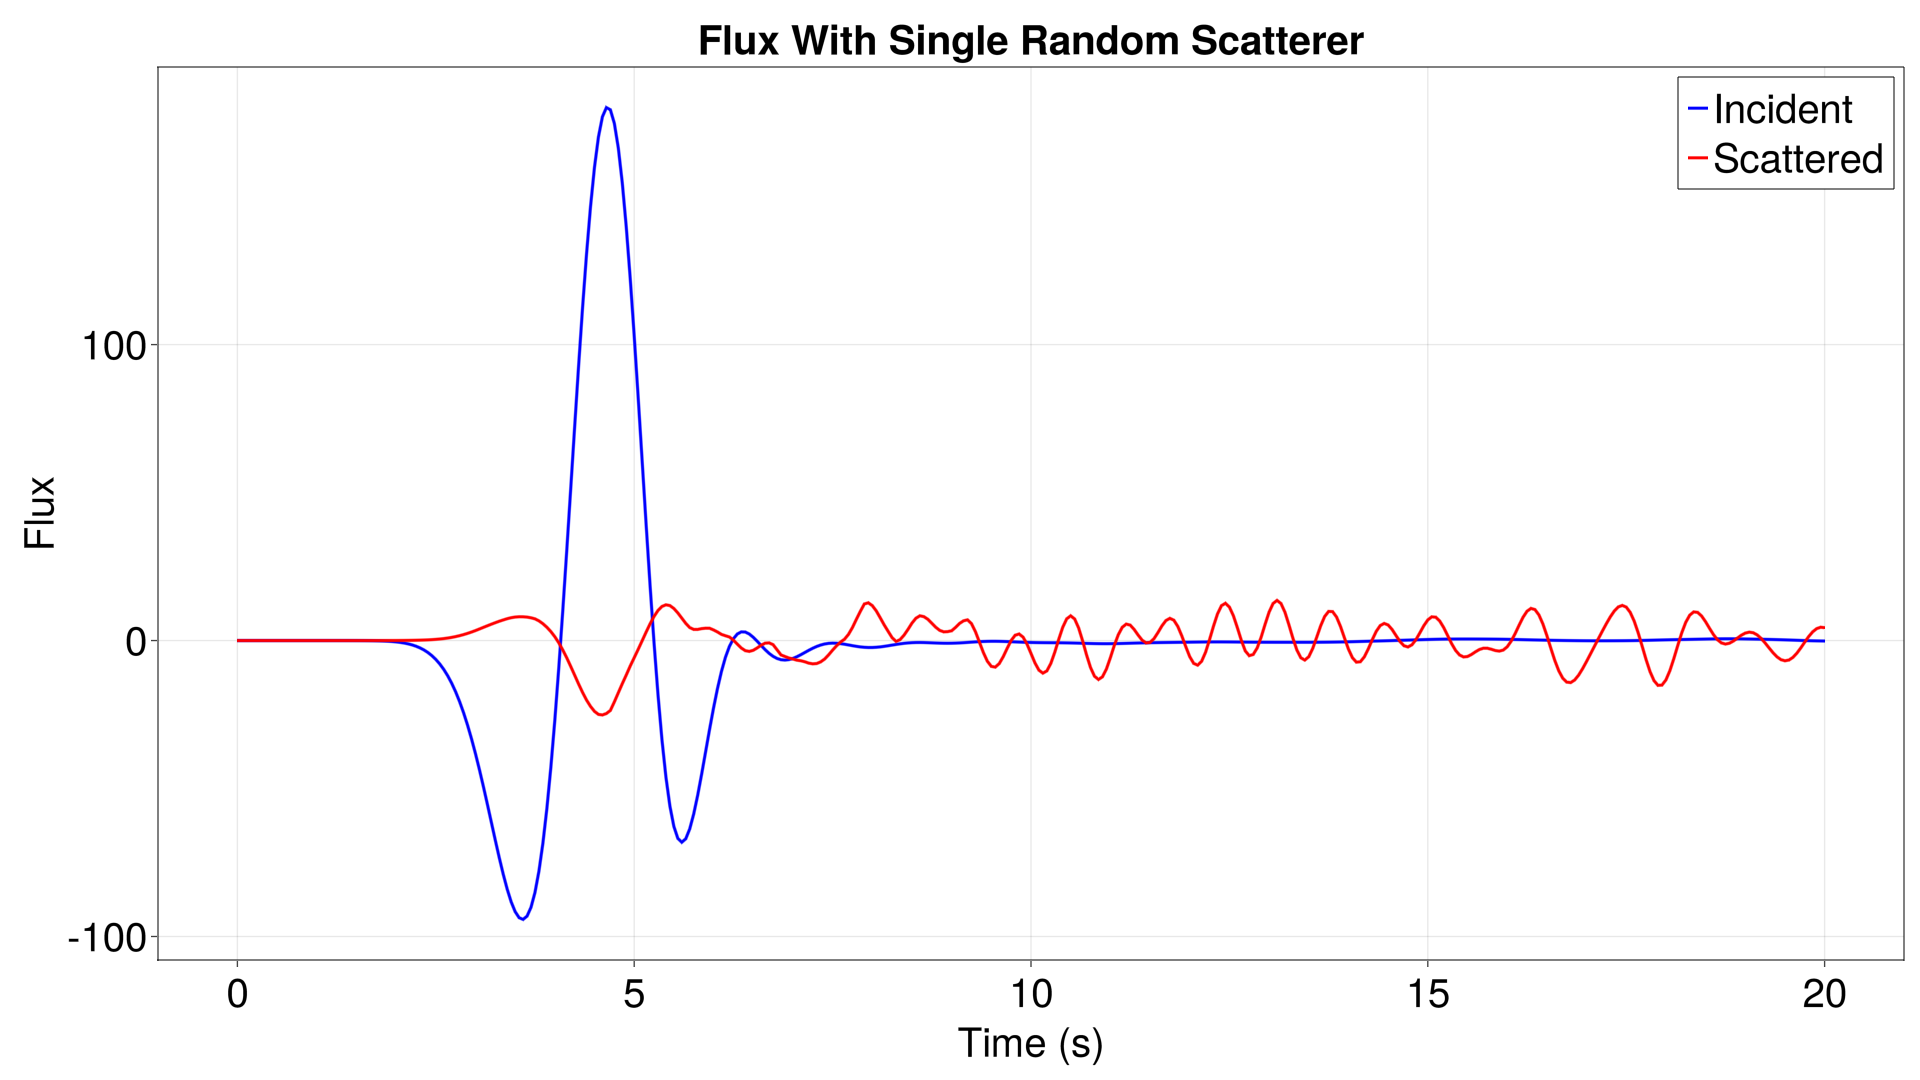 Flux With Single Random Scatterer
Incident
Scattered
Flux
100
0
-100
0
5
10
15
20
Time (s)